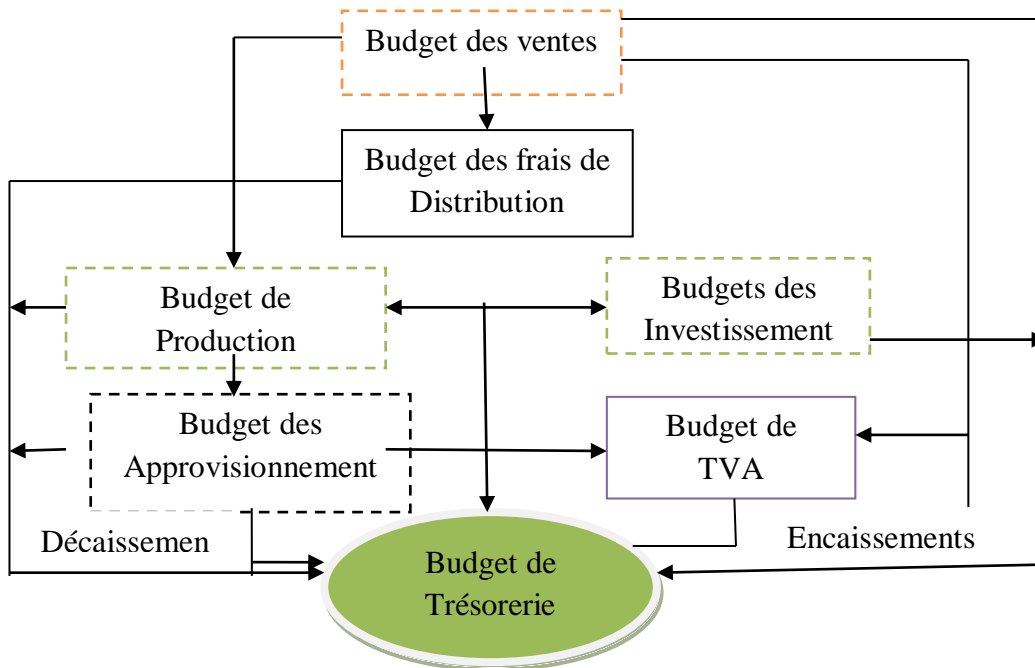 Budget des ventes
Budget des frais de
Distribution
Budget de
Production
Budgets des
Investissement
Budget des
Approvisionnement
Budget de
TVA
Décaissemen
Encaissements
Budget de
Trésorerie